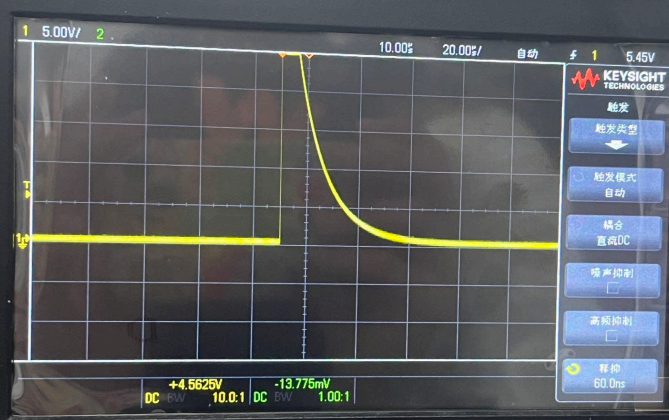 1 5.00V/ 2 10.00s 20.00s/ 自动 1 5.45V
KEYSIGHT
TECHNOLOGIES
触发
触发类型
触发模式
自动
T
耦合
直流DC
1
噪声抑制
高频抑制
释抑
60.0ns
+4.5625V -13.775mV
DC BW 10.0:1 DC BW 1.00:1